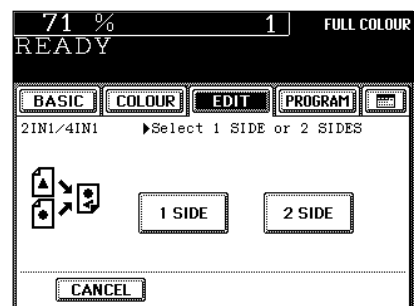 71 % 1 FULL COLOUR
READY
BASIC COLOUR EDIT PROGRAM
2IN1/4IN1 ▶Select 1 SIDE or 2 SIDES
1 SIDE 2 SIDE
CANCEL